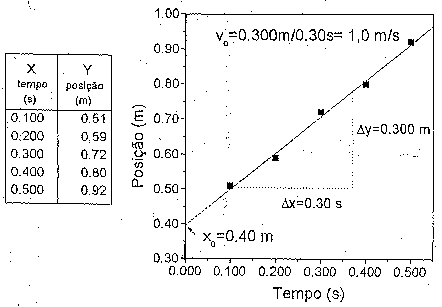 X Y
tempo posição
(s) (m)
0.100 0.51
0.200 0.59
0.300 0.72
0.400 0.80
0.500 0.92
Posição (m)
1.00
0.90
0.80
0.70
0.60
0.50
0.40
0.30
v₀=0.300m/0.30s= 1,0 m/s
Δy=0.300 m
Δx=0.30 s
x₀=0.40 m
0.000 0.100 0.200 0.300 0.400 0.500
Tempo (s)